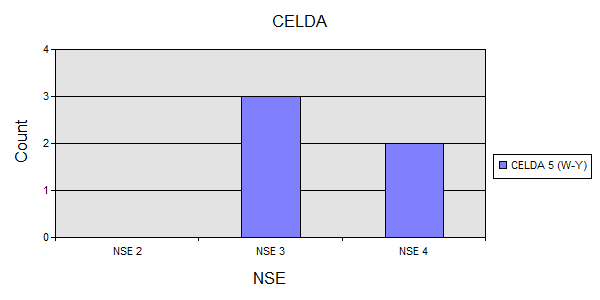 CELDA
4
3
2
1
0
Count
NSE 2 NSE 3 NSE 4
NSE
CELDA 5 (W-Y)